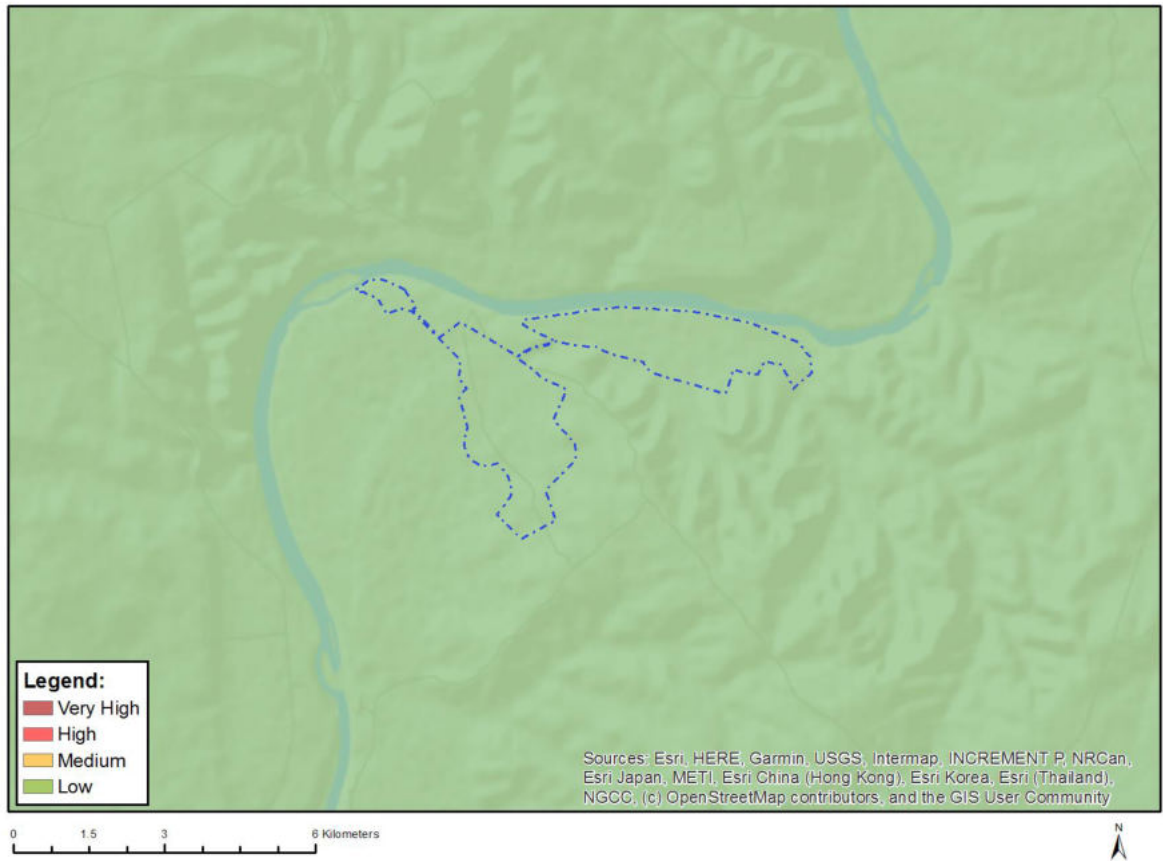 Legend:
Very High
High
Medium
Low
Sources: Esri, HERE, Garmin, USGS, Intermap, INCREMENT P, NRCan,
Esri Japan, METI, Esri China (Hong Kong), Esri Korea, Esri (Thailand),
NGCC, (c) OpenStreetMap contributors, and the GIS User Community
0 1.5 3 6 Kilometers
N